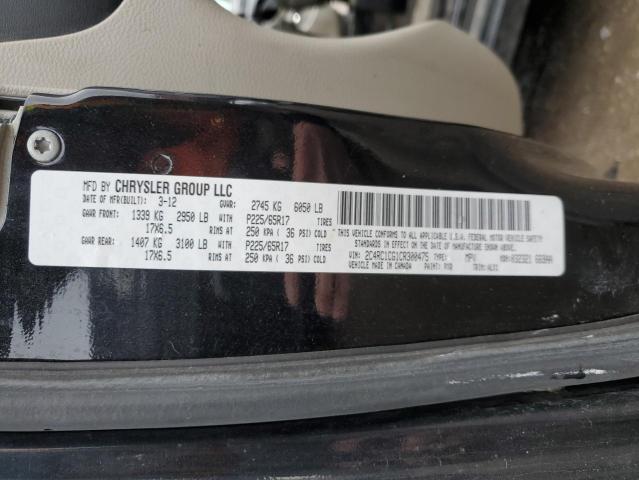 MFD BY CHRYSLER GROUP LLC
DATE OF MFR(BUILT): 3-12 GVWR: 2745 KG 6050 LB
GAWR FRONT: 1339 KG 2950 LB WITH P225/65R17 TIRES
17X6.5 RIMS AT 250 KPA ( 36 PSI) COLD
GAWR REAR: 1407 KG 3100 LB WITH P225/65R17 TIRES
17X6.5 RIMS AT 250 KPA ( 36 PSI) COLD
THIS VEHICLE CONFORMS TO ALL APPLICABLE U.S.A. FEDERAL MOTOR VEHICLE SAFETY
STANDARDS IN EFFECT ON THE DATE OF MANUFACTURE SHOWN ABOVE.
VIN: 2C4RC1CG1CR300475 TYPE: MPV MDH:
VEHICLE MADE IN CANADA PAINT: TRIM: